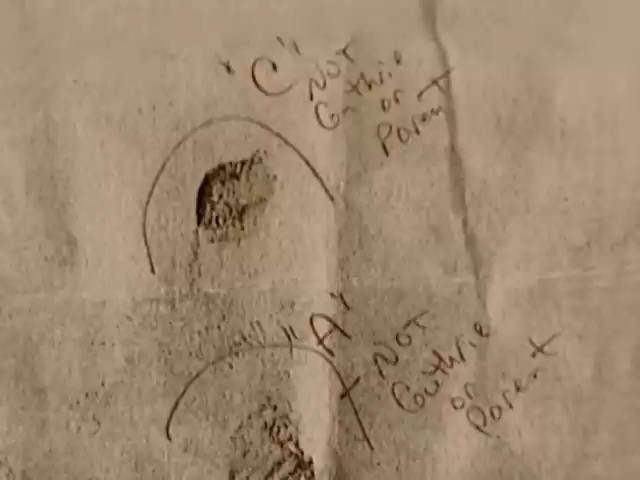 "C"
NOT
Guthrie
or
Parent
"A"
NOT
Guthrie
or
Parent